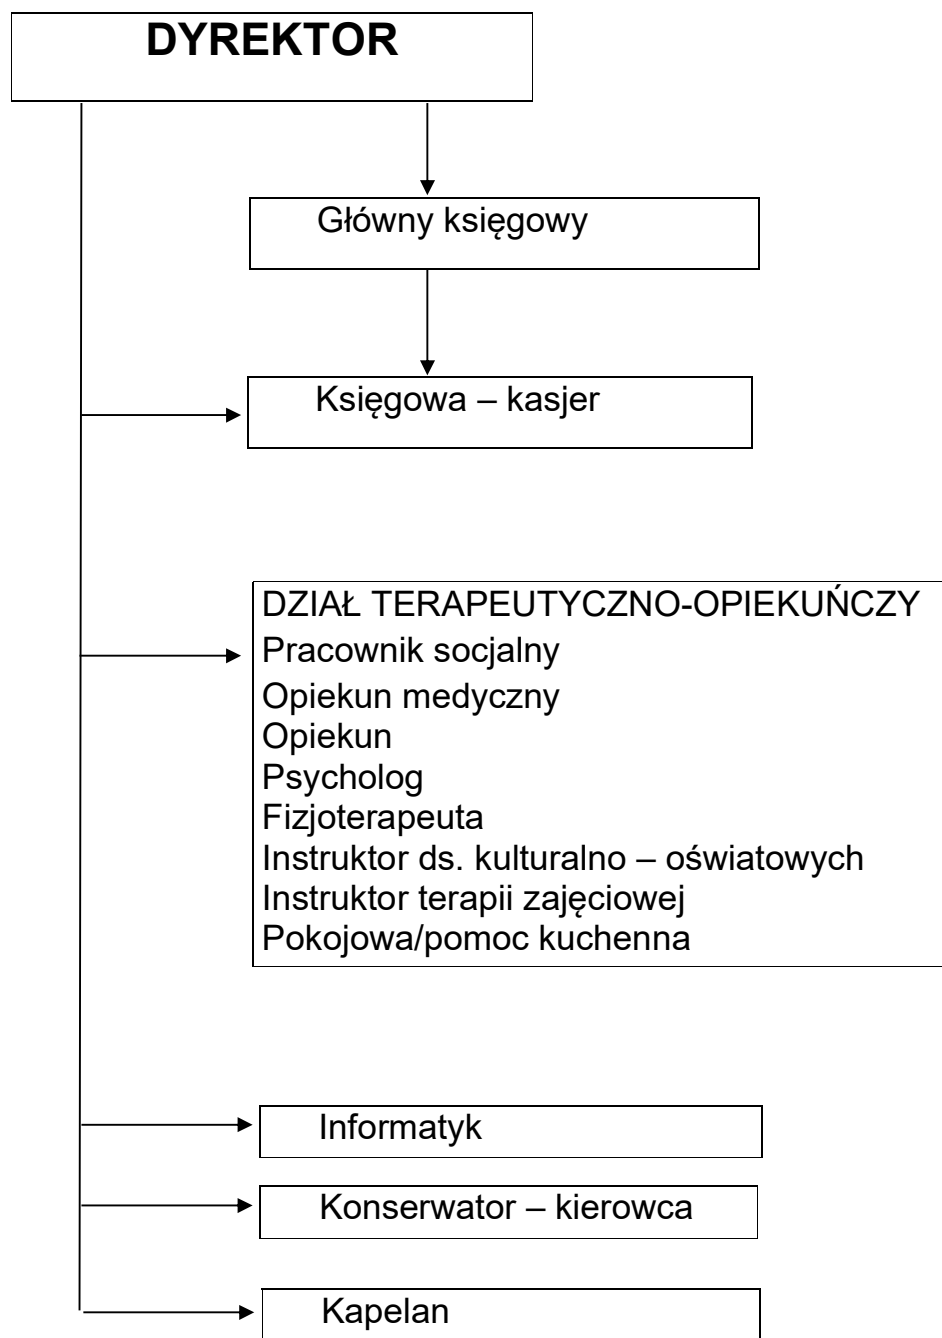 DYREKTOR
Główny księgowy
Księgowa – kasjer
DZIAŁ TERAPEUTYCZNO-OPIEKUŃCZY
Pracownik socjalny
Opiekun medyczny
Opiekun
Psycholog
Fizjoterapeuta
Instruktor ds. kulturalno – oświatowych
Instruktor terapii zajęciowej
Pokojowa/pomoc kuchenna
Informatyk
Konserwator – kierowca
Kapelan